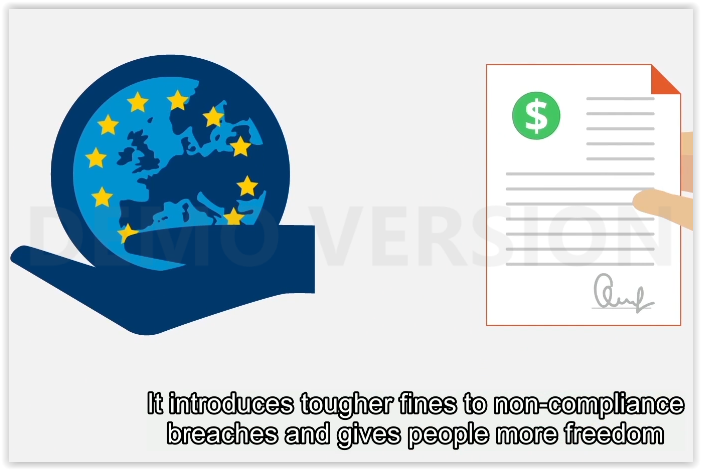 $
DEMO VERSION
It introduces tougher fines to non-compliance
breaches and gives people more freedom